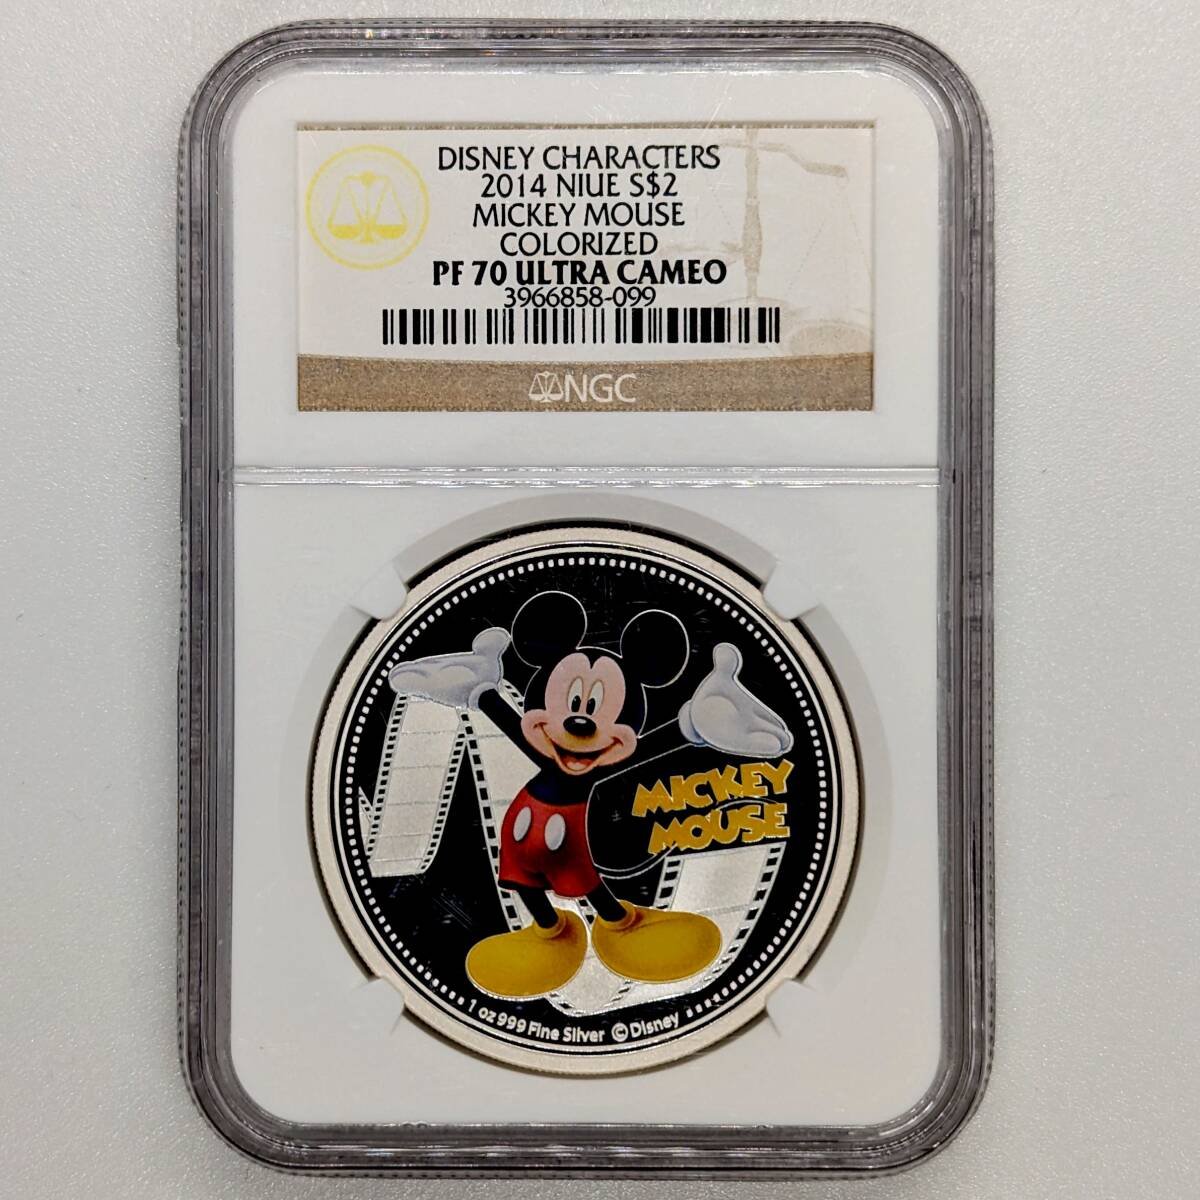 DISNEY CHARACTERS
2014 NIUE S$2
MICKEY MOUSE
COLORIZED
PF 70 ULTRA CAMEO
3966858-099
NGC
MICKEY
MOUSE
1 oz 999 Fine Silver ©Disney